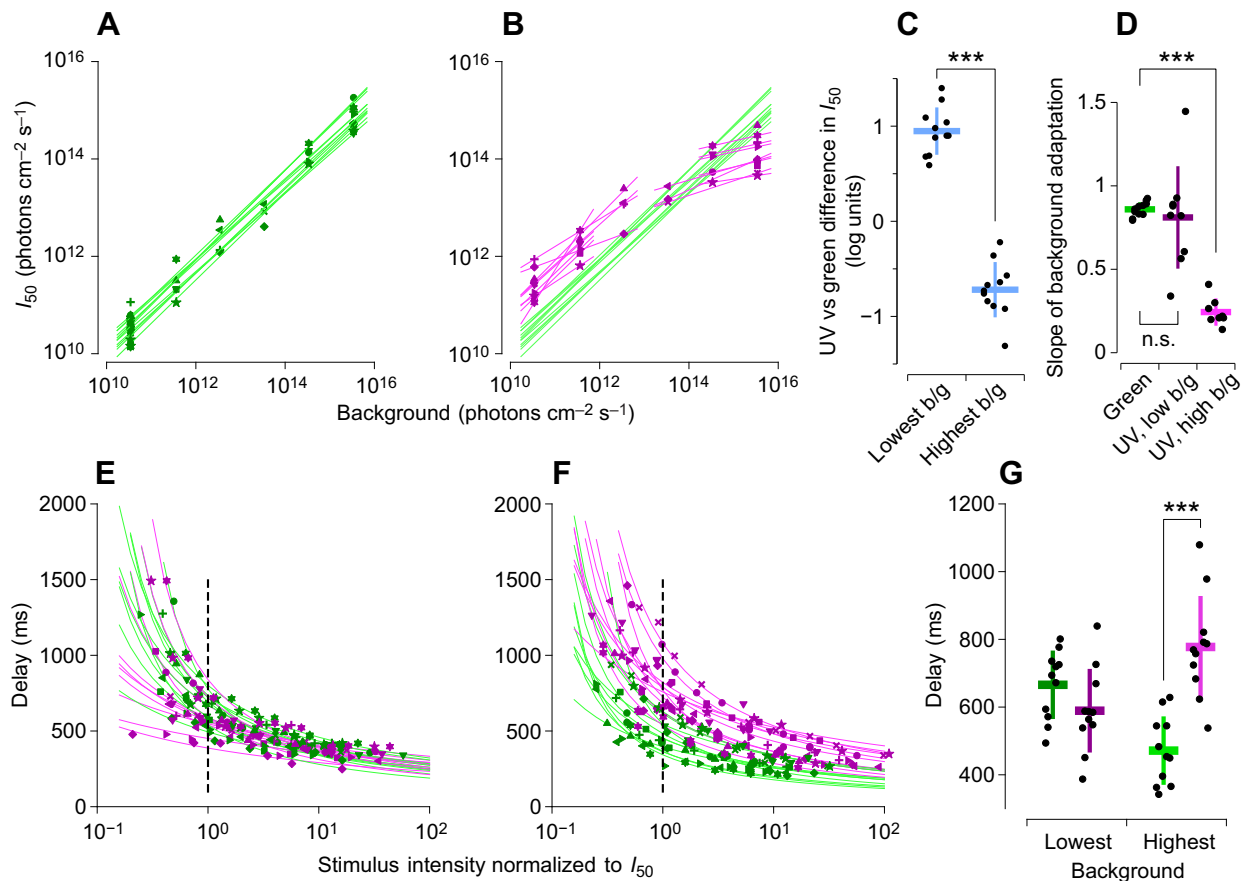 A
B
C
D
I50 (photons cm−2 s−1)
10^16
10^14
10^12
10^10
10^10 10^12 10^14 10^16
10^16
10^14
10^12
10^10
10^10 10^12 10^14 10^16
Background (photons cm−2 s−1)
UV vs green difference in I50
(log units)
***
1
0
−1
Lowest b/g
Highest b/g
Slope of background adaptation
***
1.5
1
0.5
0
n.s.
Green
UV, low b/g
UV, high b/g
E
F
G
Delay (ms)
2000
1500
1000
500
0
10^−1 10^0 10^1 10^2
2000
1500
1000
500
0
10^−1 10^0 10^1 10^2
Stimulus intensity normalized to I50
Delay (ms)
1200
1000
800
600
400
***
Lowest Highest
Background